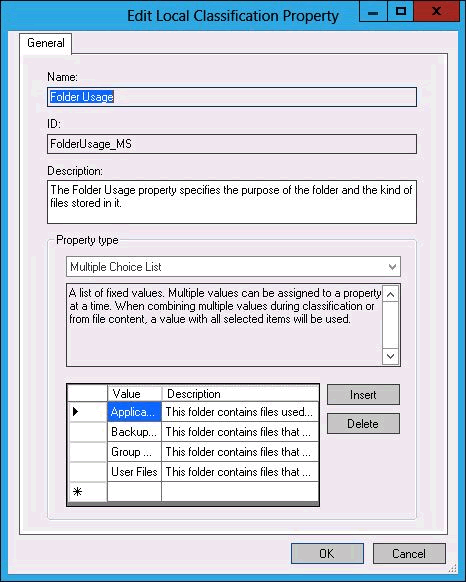 Edit Local Classification Property
General
Name:
Folder Usage
ID:
FolderUsage_MS
Description:
The Folder Usage property specifies the purpose of the folder and the kind of
files stored in it.
Property type
Multiple Choice List
A list of fixed values. Multiple values can be assigned to a property
at a time. When combining multiple values during classification or
from file content, a value with all selected items will be used.
Value Description
Applica... This folder contains files used...
Backup... This folder contains files that ...
Group ... This folder contains files that ...
User Files This folder contains files that ...
Insert
Delete
OK Cancel